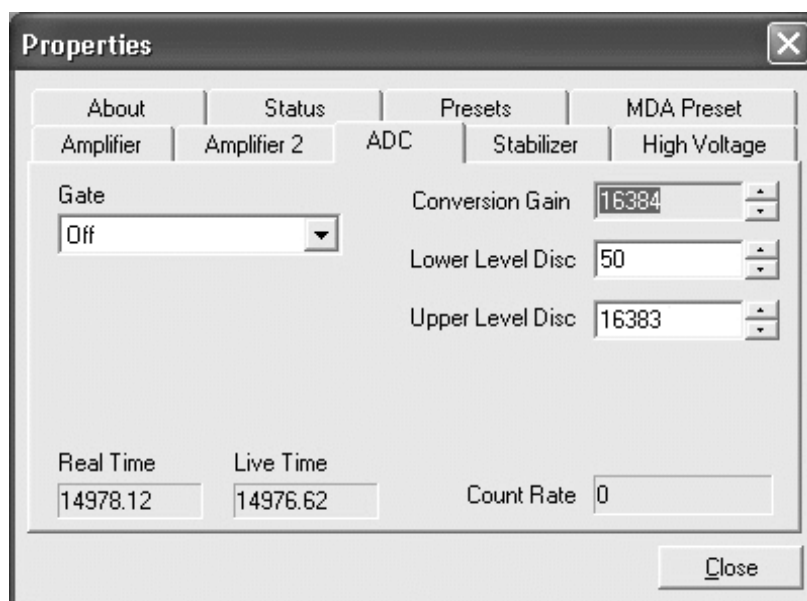 Properties
About Status Presets MDA Preset
Amplifier Amplifier 2 ADC Stabilizer High Voltage
Gate
Off
Conversion Gain 16384
Lower Level Disc 50
Upper Level Disc 16383
Real Time Live Time
14978.12 14976.62
Count Rate 0
Close